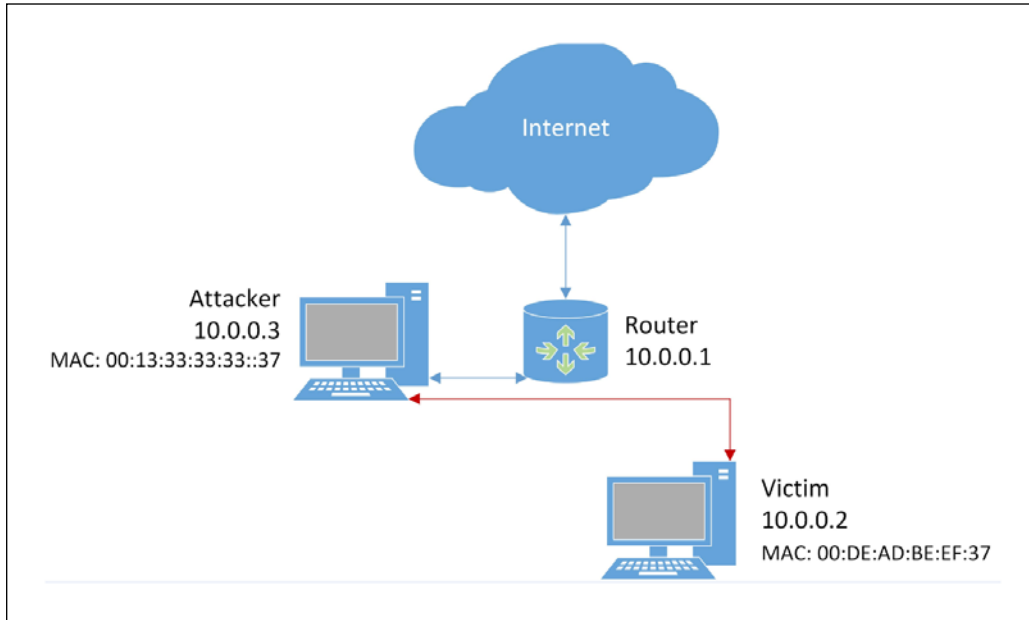 Internet
Attacker
10.0.0.3
MAC: 00:13:33:33:33::37
Router
10.0.0.1
Victim
10.0.0.2
MAC: 00:DE:AD:BE:EF:37